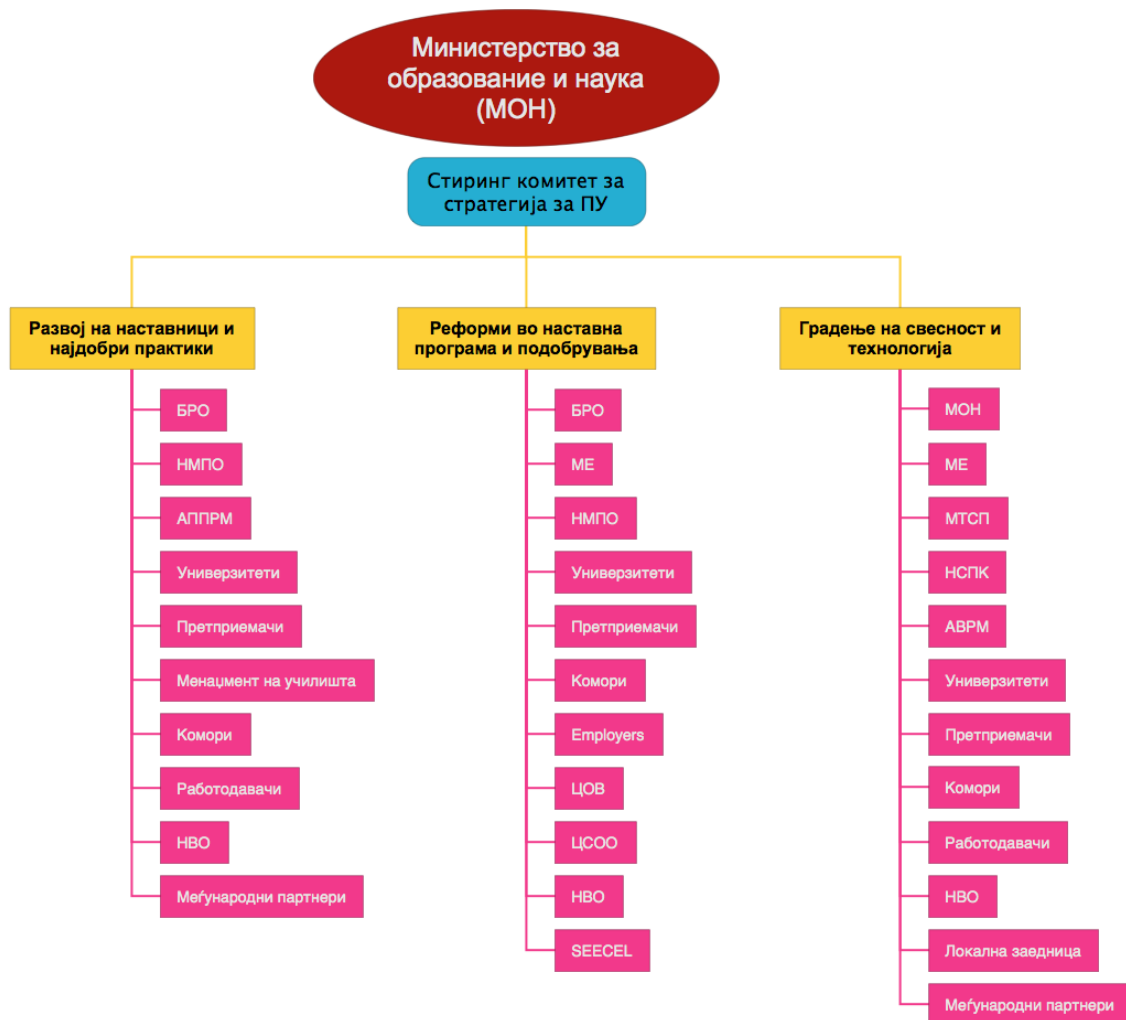 Министерство за
образование и наука
(МОН)
Стиринг комитет за
стратегија за ПУ
Развој на наставници и
најдобри практики
БРО
НМПО
АППРМ
Универзитети
Претприемачи
Менаџмент на училишта
Комори
Работодавачи
НВО
Меѓународни партнери
Реформи во наставна
програма и подобрувања
БРО
МЕ
НМПО
Универзитети
Претприемачи
Комори
Employers
ЦОВ
ЦСОО
НВО
SEECEL
Градење на свесност и
технологија
МОН
МЕ
МТСП
НСПК
АВРМ
Универзитети
Претприемачи
Комори
Работодавачи
НВО
Локална заедница
Меѓународни партнери